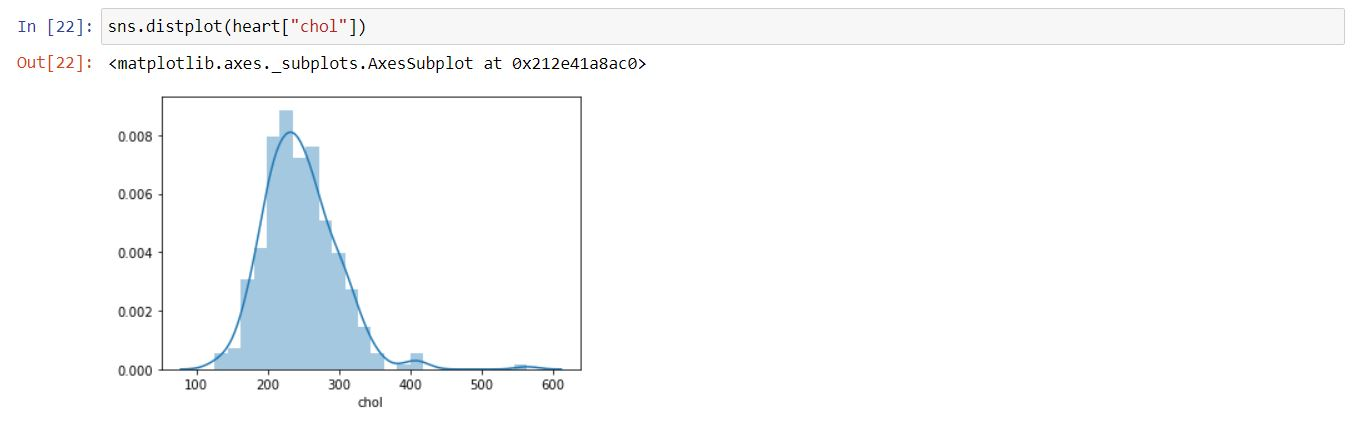 In [22]: sns.distplot(heart["chol"])
Out[22]: <matplotlib.axes._subplots.AxesSubplot at 0x212e41a8ac0>
0.008
0.006
0.004
0.002
0.000
100 200 300 400 500 600
chol